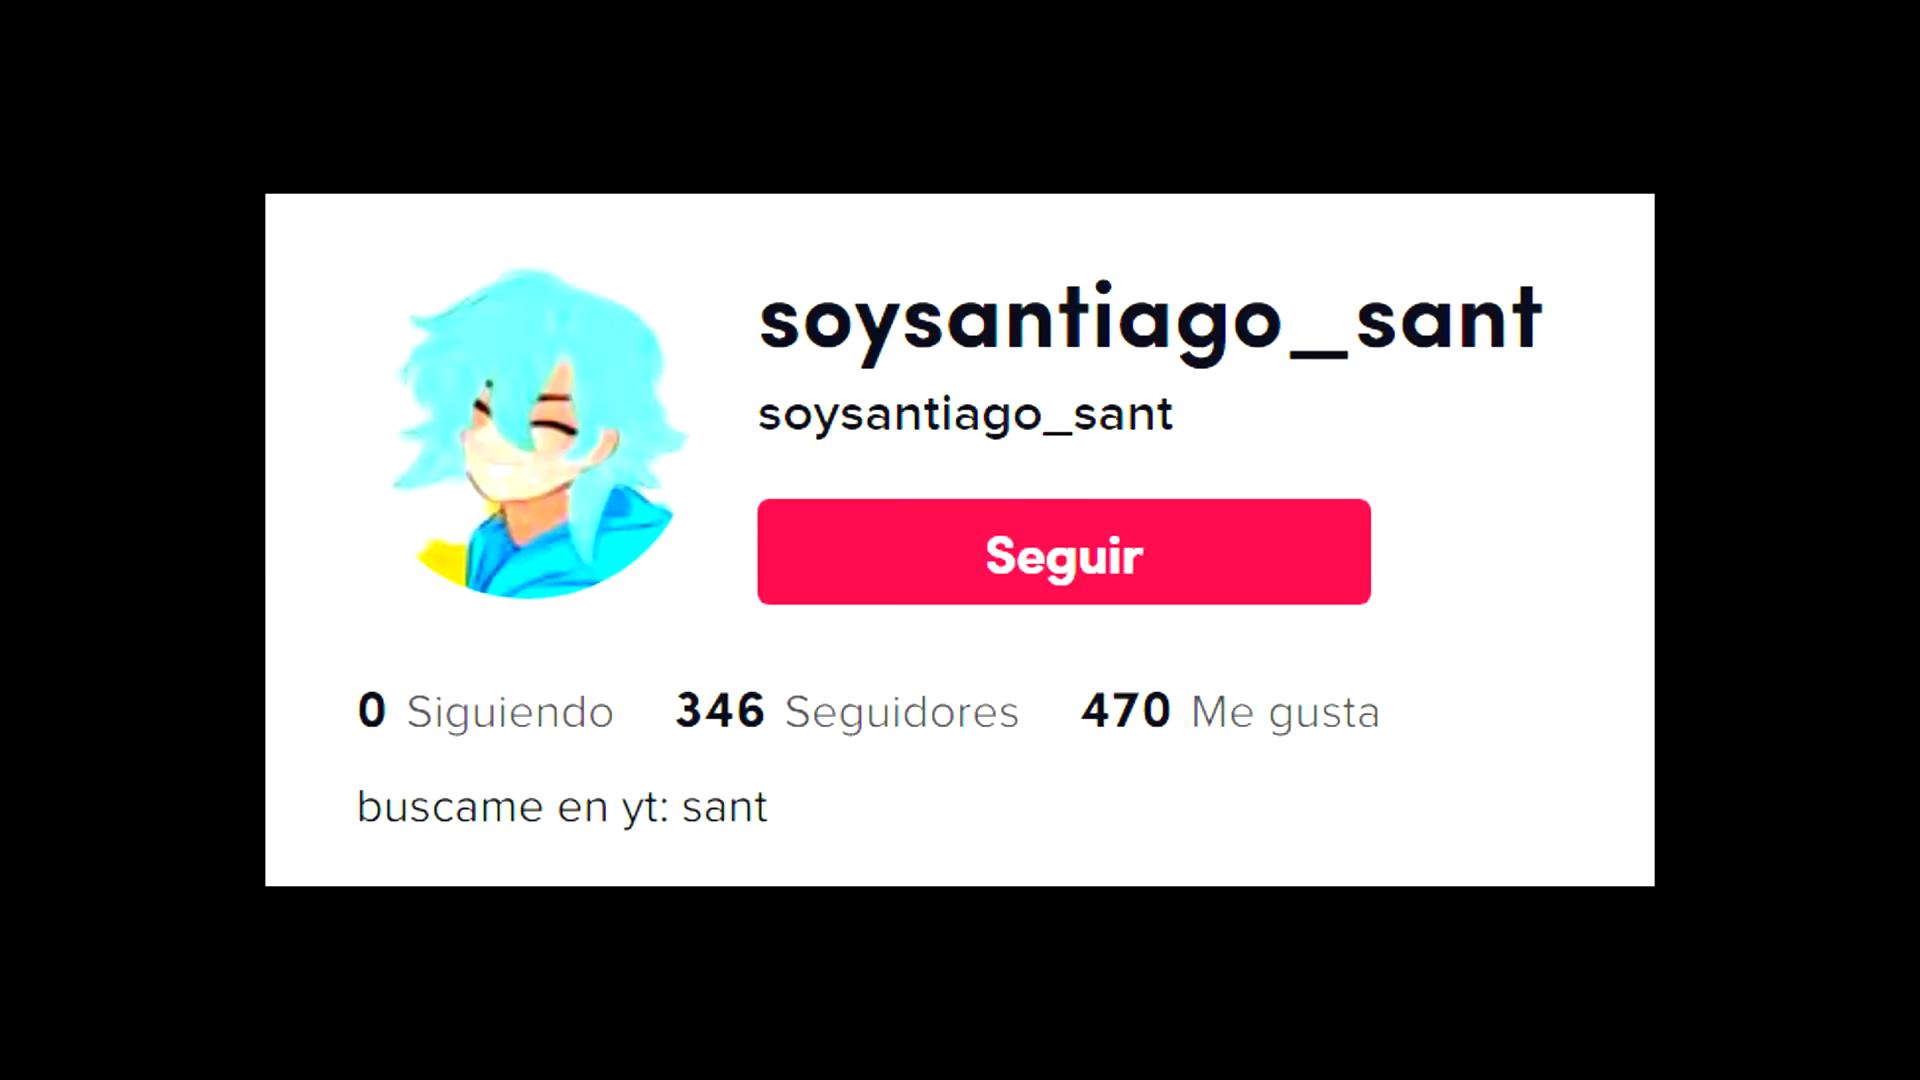 soysantiago_sant
soysantiago_sant
Seguir
0 Siguiendo 346 Seguidores 470 Me gusta
buscame en yt: sant